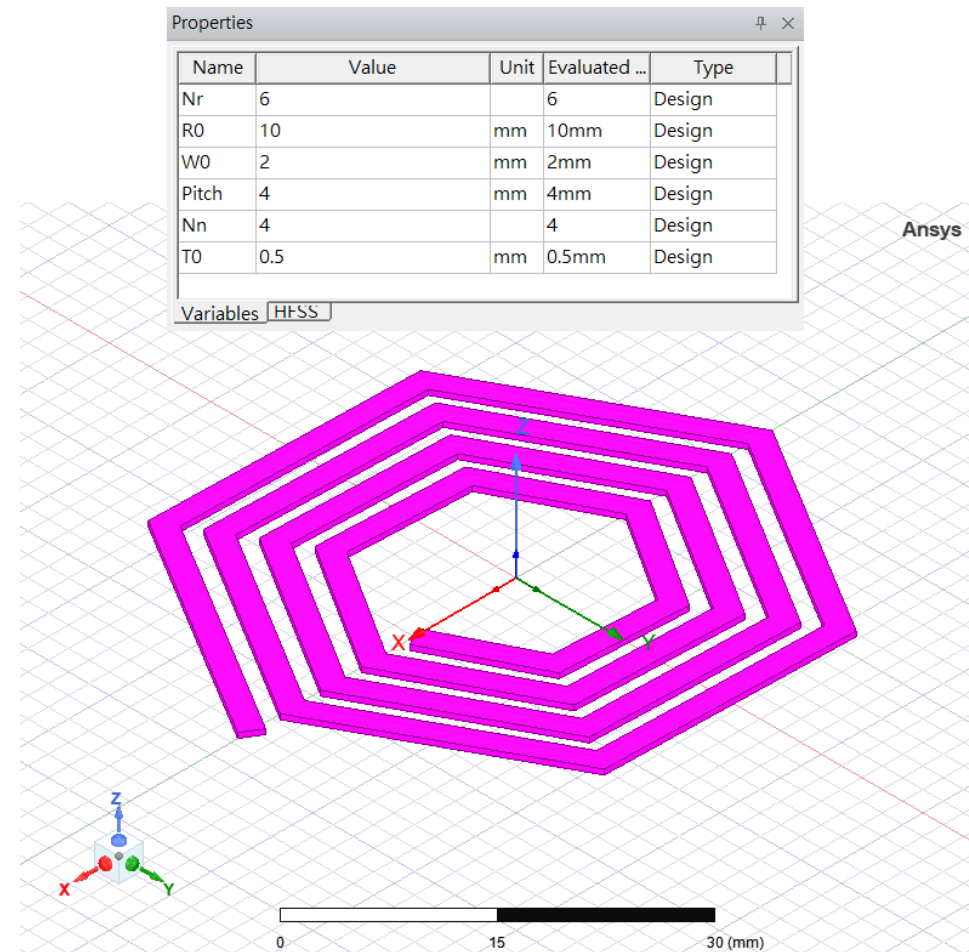 Properties
Name Value Unit Evaluated ... Type
Nr 6 6 Design
R0 10 mm 10mm Design
W0 2 mm 2mm Design
Pitch 4 mm 4mm Design
Nn 4 4 Design
T0 0.5 mm 0.5mm Design
Variables HFSS
Ansys
Z
X Y
Z
X Y
0 15 30 (mm)